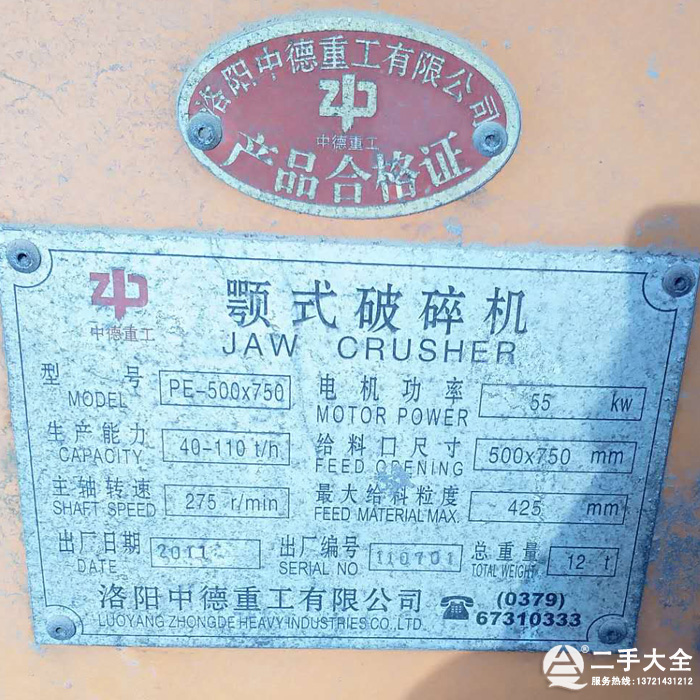 洛阳中德重工有限公司
中德重工
产品合格证
中德重工
颚式破碎机
JAW CRUSHER
型 号 PE-500x750 电机功率 55 kw
MODEL MOTOR POWER
生产能力 40-110 t/h 给料口尺寸 500x750 mm
CAPACITY FEED OPENING
主轴转速 275 r/min 最大给料粒度 425 mm
SHAFT SPEED FEED MATERIAL MAX.
出厂日期 2011 出厂编号 110701 总重量 12 t
DATE SERIAL NO TOTAL WEIGHT
洛阳中德重工有限公司 ☎ (0379)
LUOYANG ZHONGDE HEAVY INDUSTRIES CO., LTD. 67310333
二手大全
服务热线: 13721431212